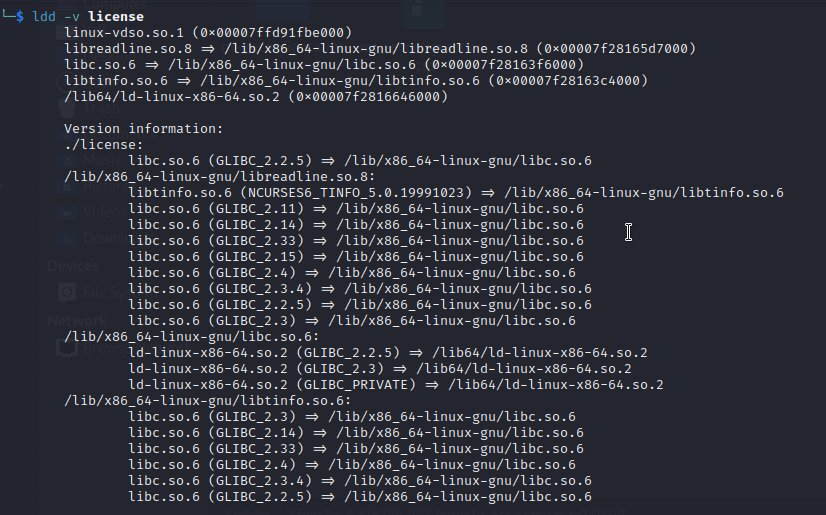 └─$ ldd -v license
linux-vdso.so.1 (0×00007ffd91fbe000)
libreadline.so.8 ⇒ /lib/x86_64-linux-gnu/libreadline.so.8 (0×00007f28165d7000)
libc.so.6 ⇒ /lib/x86_64-linux-gnu/libc.so.6 (0×00007f28163f6000)
libtinfo.so.6 ⇒ /lib/x86_64-linux-gnu/libtinfo.so.6 (0×00007f28163c4000)
/lib64/ld-linux-x86-64.so.2 (0×00007f2816646000)
Version information:
./license:
libc.so.6 (GLIBC_2.2.5) ⇒ /lib/x86_64-linux-gnu/libc.so.6
/lib/x86_64-linux-gnu/libreadline.so.8:
libtinfo.so.6 (NCURSES6_TINFO_5.0.19991023) ⇒ /lib/x86_64-linux-gnu/libtinfo.so.6
libc.so.6 (GLIBC_2.11) ⇒ /lib/x86_64-linux-gnu/libc.so.6
libc.so.6 (GLIBC_2.14) ⇒ /lib/x86_64-linux-gnu/libc.so.6
libc.so.6 (GLIBC_2.33) ⇒ /lib/x86_64-linux-gnu/libc.so.6
libc.so.6 (GLIBC_2.15) ⇒ /lib/x86_64-linux-gnu/libc.so.6
libc.so.6 (GLIBC_2.4) ⇒ /lib/x86_64-linux-gnu/libc.so.6
libc.so.6 (GLIBC_2.3.4) ⇒ /lib/x86_64-linux-gnu/libc.so.6
libc.so.6 (GLIBC_2.2.5) ⇒ /lib/x86_64-linux-gnu/libc.so.6
libc.so.6 (GLIBC_2.3) ⇒ /lib/x86_64-linux-gnu/libc.so.6
/lib/x86_64-linux-gnu/libc.so.6:
ld-linux-x86-64.so.2 (GLIBC_2.2.5) ⇒ /lib64/ld-linux-x86-64.so.2
ld-linux-x86-64.so.2 (GLIBC_2.3) ⇒ /lib64/ld-linux-x86-64.so.2
ld-linux-x86-64.so.2 (GLIBC_PRIVATE) ⇒ /lib64/ld-linux-x86-64.so.2
/lib/x86_64-linux-gnu/libtinfo.so.6:
libc.so.6 (GLIBC_2.3) ⇒ /lib/x86_64-linux-gnu/libc.so.6
libc.so.6 (GLIBC_2.14) ⇒ /lib/x86_64-linux-gnu/libc.so.6
libc.so.6 (GLIBC_2.33) ⇒ /lib/x86_64-linux-gnu/libc.so.6
libc.so.6 (GLIBC_2.4) ⇒ /lib/x86_64-linux-gnu/libc.so.6
libc.so.6 (GLIBC_2.3.4) ⇒ /lib/x86_64-linux-gnu/libc.so.6
libc.so.6 (GLIBC_2.2.5) ⇒ /lib/x86_64-linux-gnu/libc.so.6
Computer
Music
Videos
Devices
Network